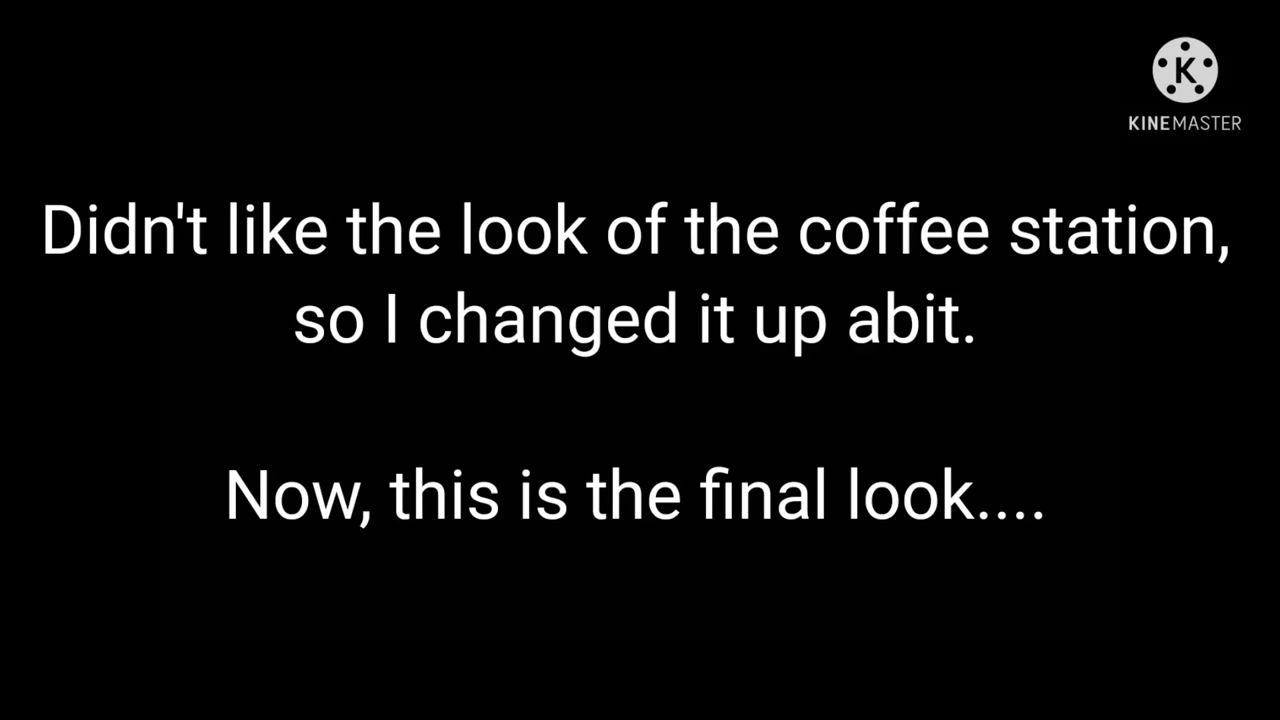 K
KINEMASTER
Didn't like the look of the coffee station,
so I changed it up abit.
Now, this is the final look....